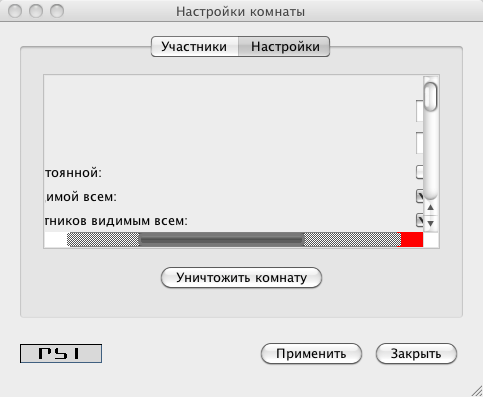 Настройки комнаты
Участники Настройки
тоянной:
имой всем:
тников видимым всем:
Уничтожить комнату
PSI Применить Закрыть